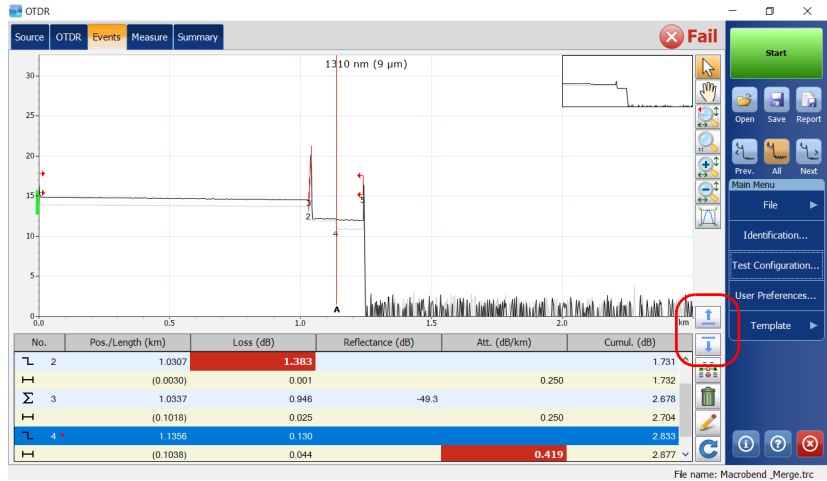 OTDR
Source OTDR Events Measure Summary
Fail
1310 nm (9 µm)
30
25
20
15
10
5
0
3
2
4
5
A
0.0 0.5 1.0 1.5 2.0 km
No. Pos./Length (km) Loss (dB) Reflectance (dB) Att. (dB/km) Cumul. (dB)
2 1.0307 1.383 1.731
(0.0030) 0.001 0.250 1.732
Σ 3 1.0337 0.946 -49.3 2.678
(0.1018) 0.025 0.250 2.704
4 * 1.1356 0.130 2.833
(0.1038) 0.044 0.419 2.877
Start
Open Save Report
Prev. All Next
Main Menu
File
Identification...
Test Configuration...
User Preferences...
Template
File name: Macrobend _Merge.trc